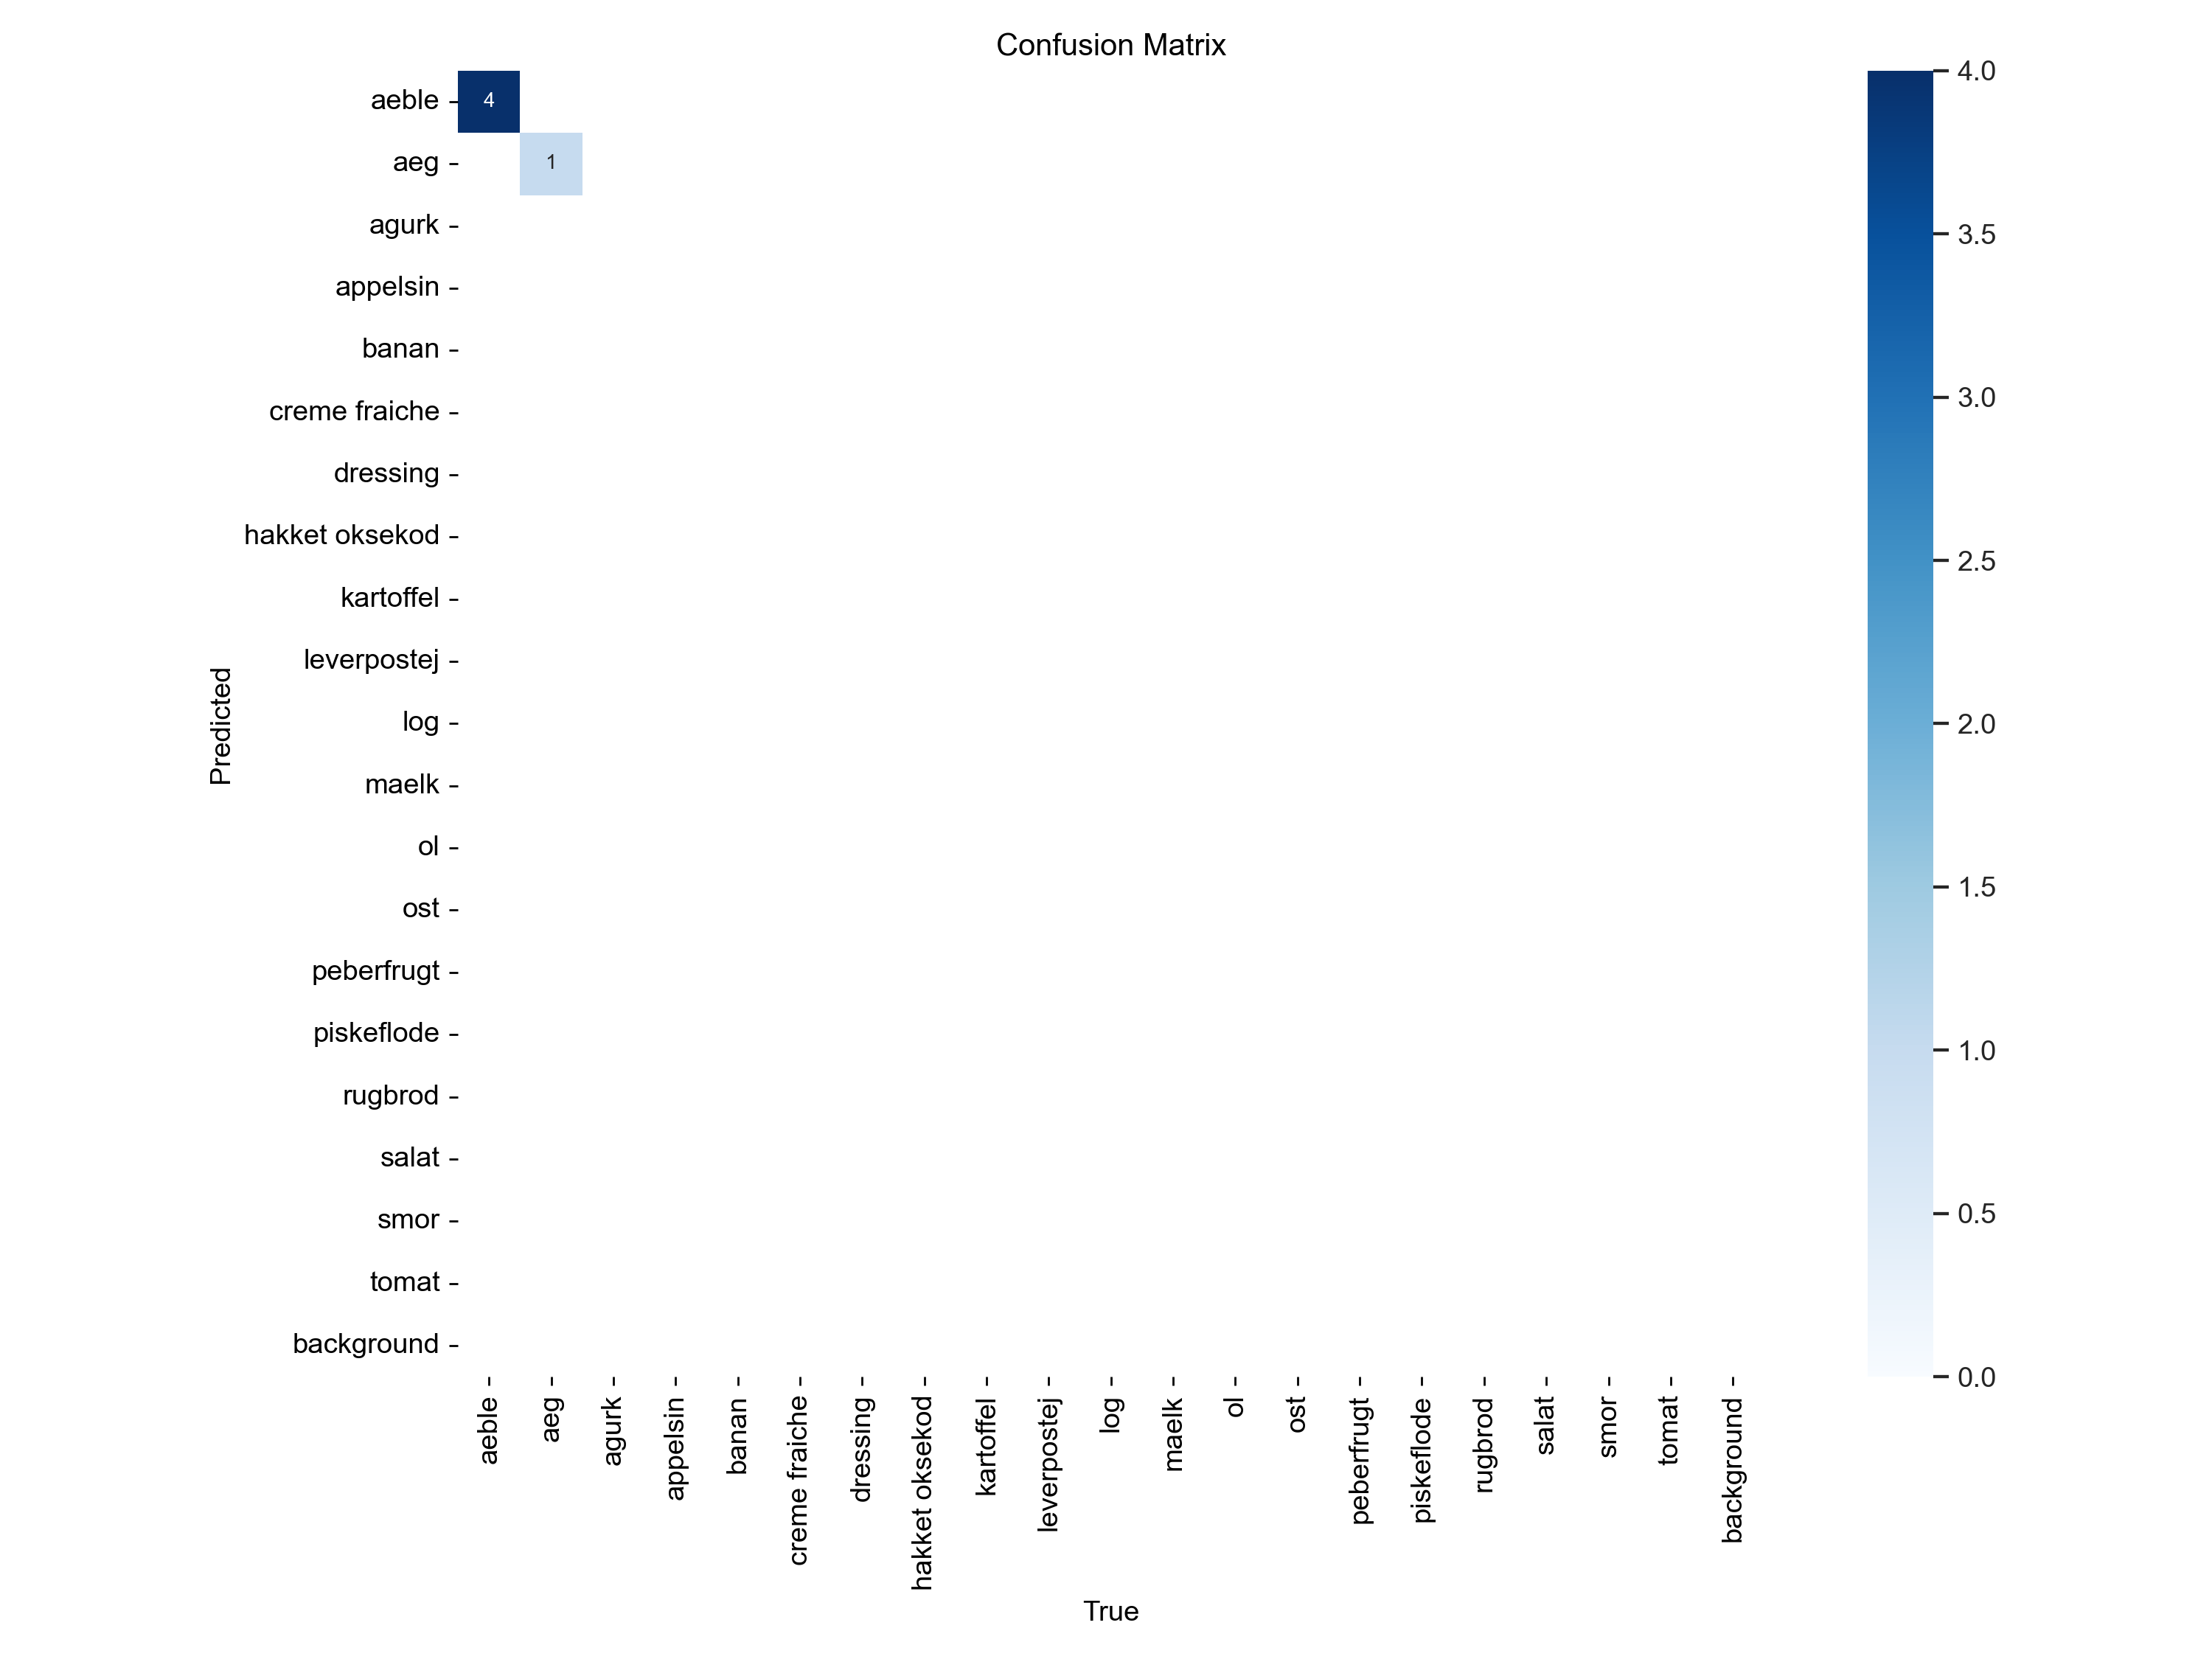 Confusion Matrix
aeble
4
aeg
1
agurk
appelsin
banan
creme fraiche
dressing
hakket oksekod
kartoffel
leverpostej
log
maelk
ol
ost
peberfrugt
piskeflode
rugbrod
salat
smor
tomat
background
Predicted
aeble
aeg
agurk
appelsin
banan
creme fraiche
dressing
hakket oksekod
kartoffel
leverpostej
log
maelk
ol
ost
peberfrugt
piskeflode
rugbrod
salat
smor
tomat
background
True
4.0
3.5
3.0
2.5
2.0
1.5
1.0
0.5
0.0